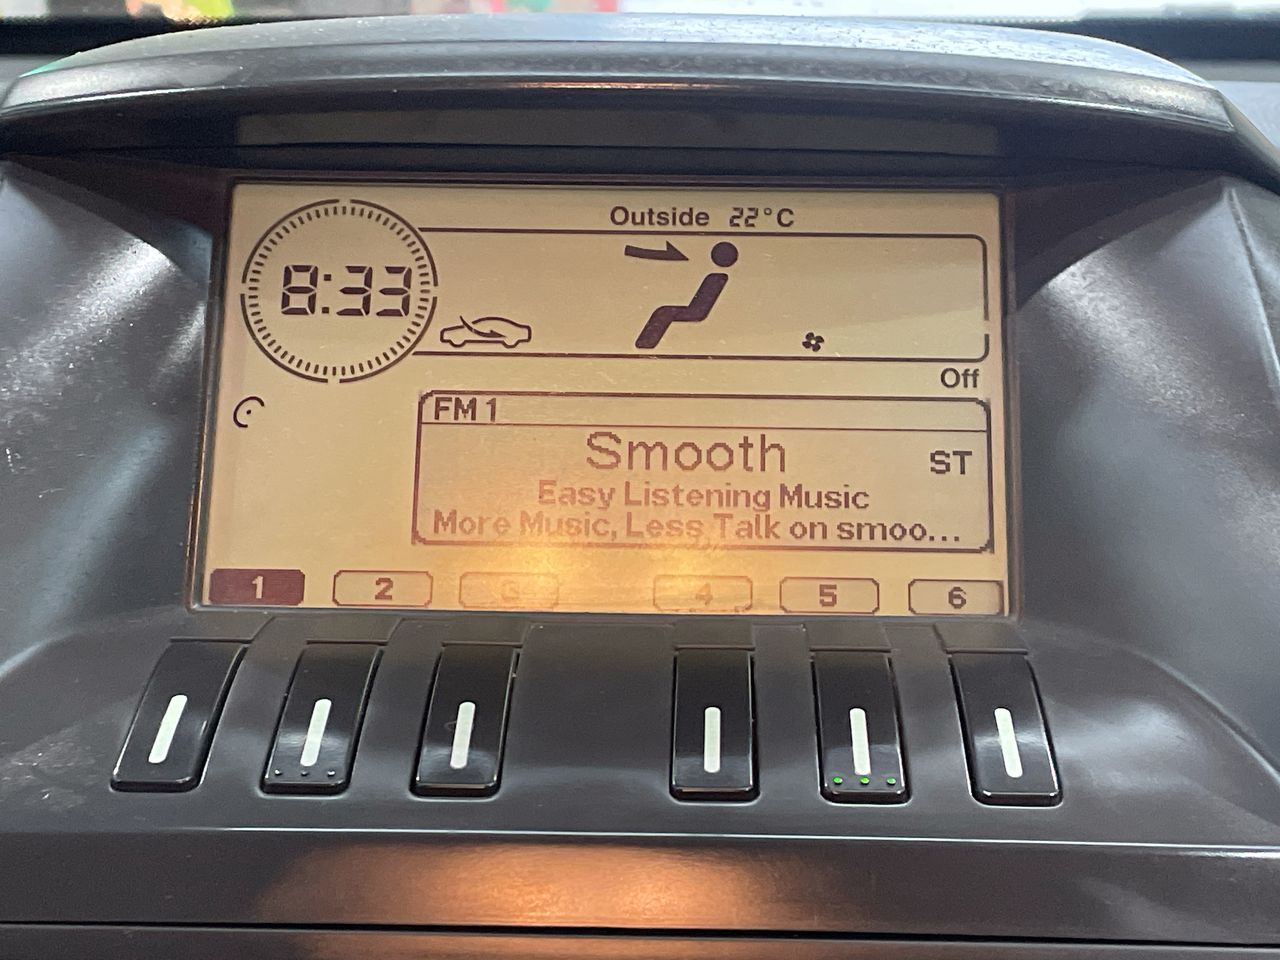 Outside 22°C
8:33
Off
FM 1
Smooth
ST
Easy Listening Music
More Music, Less Talk on smoo...
1 2 3 4 5 6